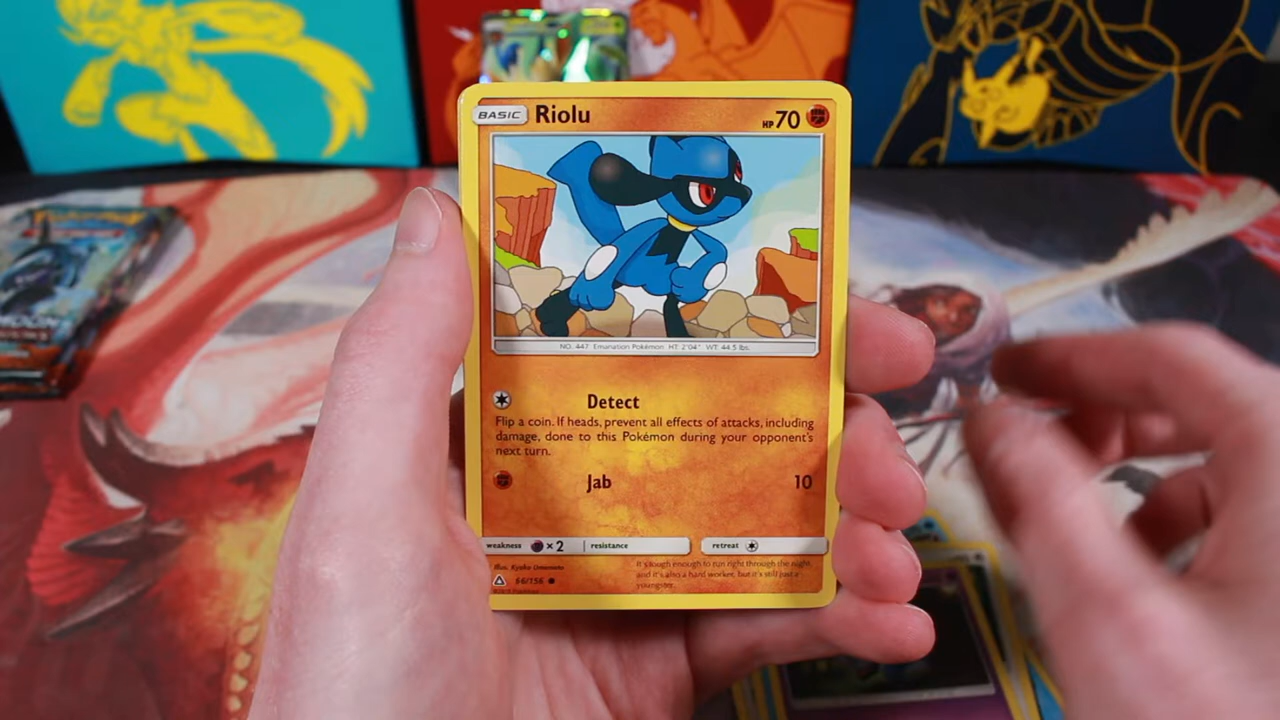 BASIC Riolu HP 70
NO. 447 Emanation Pokémon HT: 2'04" WT: 44.5 lbs.
Detect
Flip a coin. If heads, prevent all effects of attacks, including
damage, done to this Pokémon during your opponent's
next turn.
Jab 10
weakness ×2 resistance retreat
Illus. Kyoko Umemoto
66/156
It's tough enough to run right through the night,
and it's also a hard worker, but it's still just a
youngster.